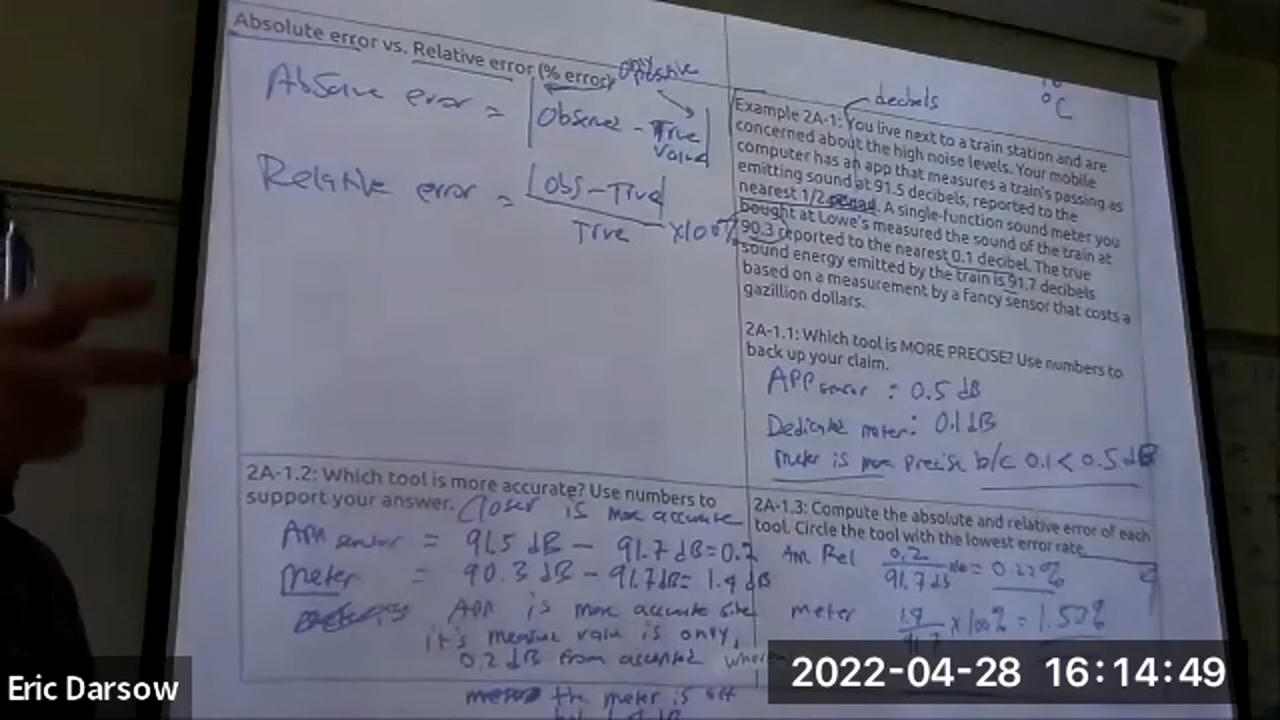 Absolute error vs. Relative error (% error)
only positive
Absolute error = |Observed - True Value|
Relative error = |Obs - True|
True
x100%
°C
decibels
Example 2A-1: You live next to a train station and are
concerned about the high noise levels. Your mobile
computer has an app that measures a train's passing as
emitting sound at 91.5 decibels, reported to the
nearest 1/2 . A single-function sound meter you
bought at Lowe's measured the sound of the train at
90.3 reported to the nearest 0.1 decibel. The true
sound energy emitted by the train is 91.7 decibels
based on a measurement by a fancy sensor that costs a
gazillion dollars.
2A-1.1: Which tool is MORE PRECISE? Use numbers to
back up your claim.
APP sensor : 0.5 dB
Dedicated meter: 0.1 dB
meter is more precise b/c 0.1 < 0.5 dB
2A-1.2: Which tool is more accurate? Use numbers to
support your answer. Closer is more accurate
App sensor = 91.5 dB - 91.7 dB = 0.2
meter = 90.3 dB - 91.7 dB = 1.4 dB
App is more accurate
it's measure value is only
0.2 dB from accepted
the meter is off
2A-1.3: Compute the absolute and relative error of each
tool. Circle the tool with the lowest error rate.
Rel 0.2
91.7 = 0.22%
meter x100% = 1.50%
Eric Darsow
2022-04-28 16:14:49